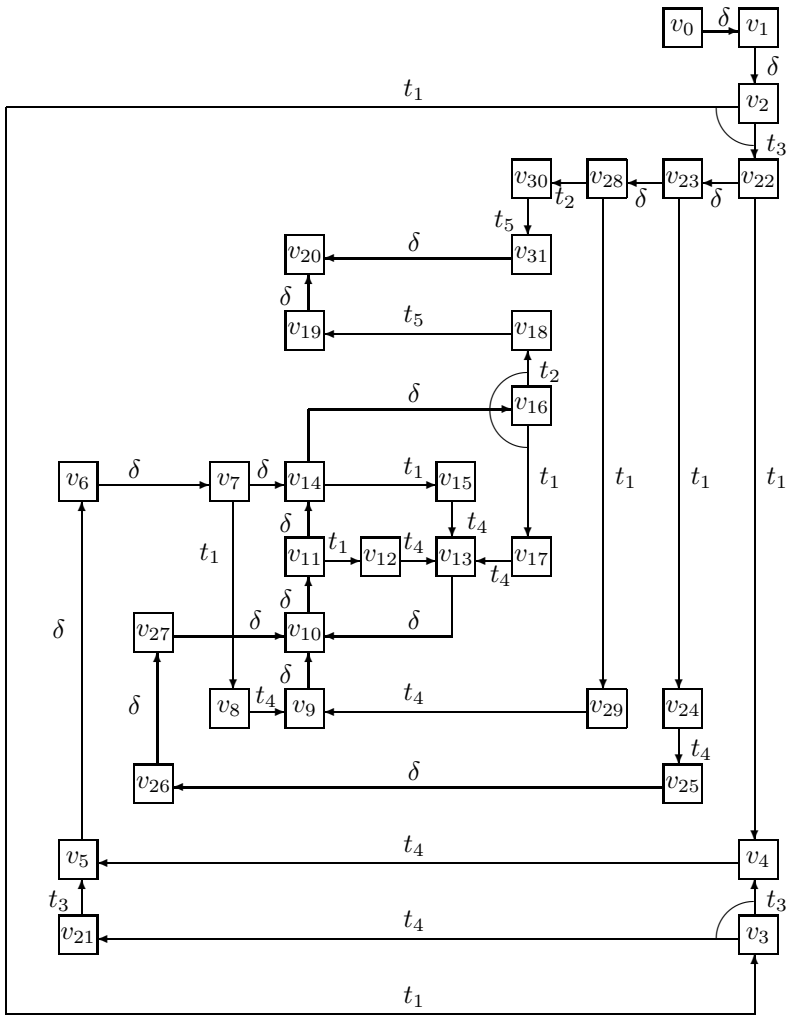 v₀ δ v₁
δ
t₁ v₂
t₃
v₃₀ t₂ v₂₈ δ v₂₃ δ v₂₂
t₅
v₂₀ δ v₃₁
δ
v₁₉ t₅ v₁₈
t₂
δ v₁₆
v₆ δ v₇ δ v₁₄ t₁ v₁₅ t₁ t₁ t₁ t₁
δ t₄
t₁ v₁₁ t₁ v₁₂ t₄ v₁₃ t₄ v₁₇
δ
δ v₂₇ δ v₁₀ δ
δ
δ v₈ t₄ v₉ t₄ v₂₉ v₂₄
t₄
v₂₆ δ v₂₅
v₅ t₄ v₄
t₃ t₃
v₂₁ t₄ v₃
t₁